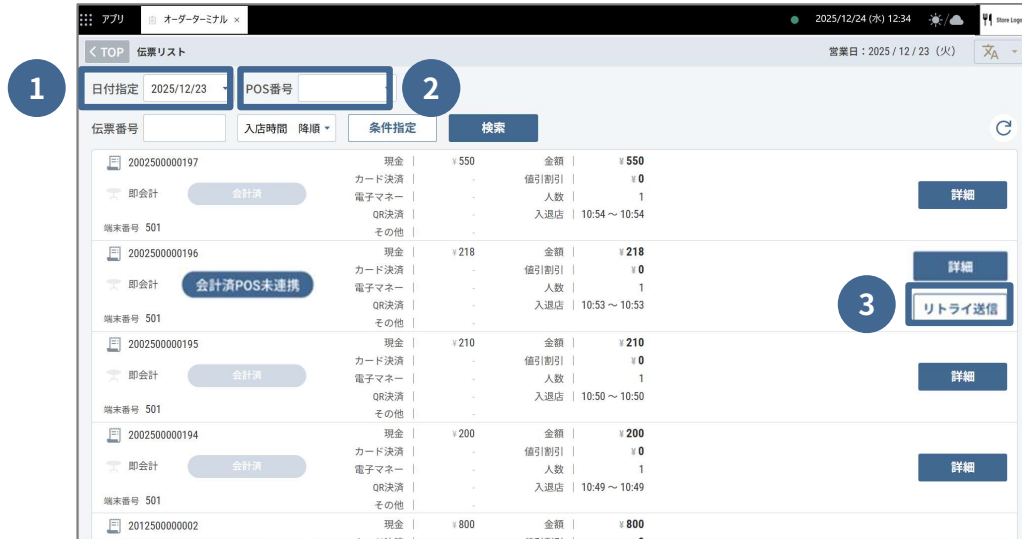 アプリ オーダーターミナル × 2025/12/24 (水) 12:34 / Store Logo
< TOP 伝票リスト 営業日：2025 / 12 / 23（火）
1 日付指定 2025/12/23 POS番号 2
伝票番号 入店時間 降順 条件指定 検索
2002500000197 現金 ¥550 金額 ¥550
カード決済 - 値引割引 ¥0
即会計 会計済 電子マネー - 人数 1 詳細
QR決済 - 入退店 10:54 ～ 10:54
端末番号 501 その他 -
2002500000196 現金 ¥218 金額 ¥218
カード決済 - 値引割引 ¥0 詳細
即会計 会計済POS未連携 電子マネー - 人数 1
QR決済 - 入退店 10:53 ～ 10:53 3 リトライ送信
端末番号 501 その他 -
2002500000195 現金 ¥210 金額 ¥210
カード決済 - 値引割引 ¥0
即会計 会計済 電子マネー - 人数 1 詳細
QR決済 - 入退店 10:50 ～ 10:50
端末番号 501 その他 -
2002500000194 現金 ¥200 金額 ¥200
カード決済 - 値引割引 ¥0
即会計 会計済 電子マネー - 人数 1 詳細
QR決済 - 入退店 10:49 ～ 10:49
端末番号 501 その他 -
2012500000002 現金 ¥800 金額 ¥800